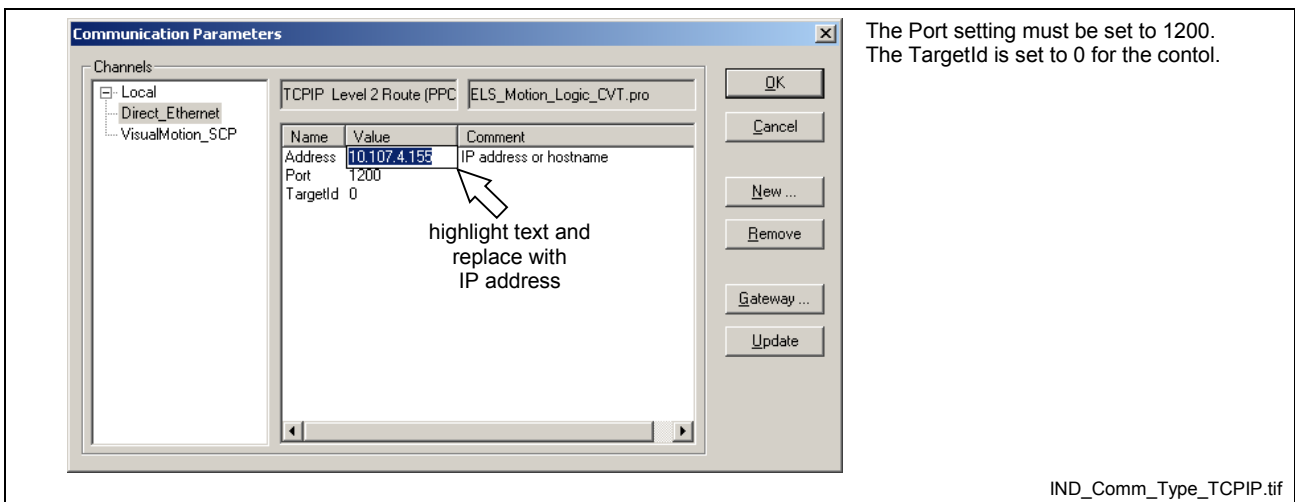 Communication Parameters
Channels
Local
Direct_Ethernet
VisualMotion_SCP
TCPIP Level 2 Route (PPC
ELS_Motion_Logic_CVT.pro
Name Value Comment
Address 10.107.4.155 IP address or hostname
Port 1200
TargetId 0
highlight text and
replace with
IP address
OK
Cancel
New ...
Remove
Gateway ...
Update
The Port setting must be set to 1200.
The TargetId is set to 0 for the contol.
IND_Comm_Type_TCPIP.tif